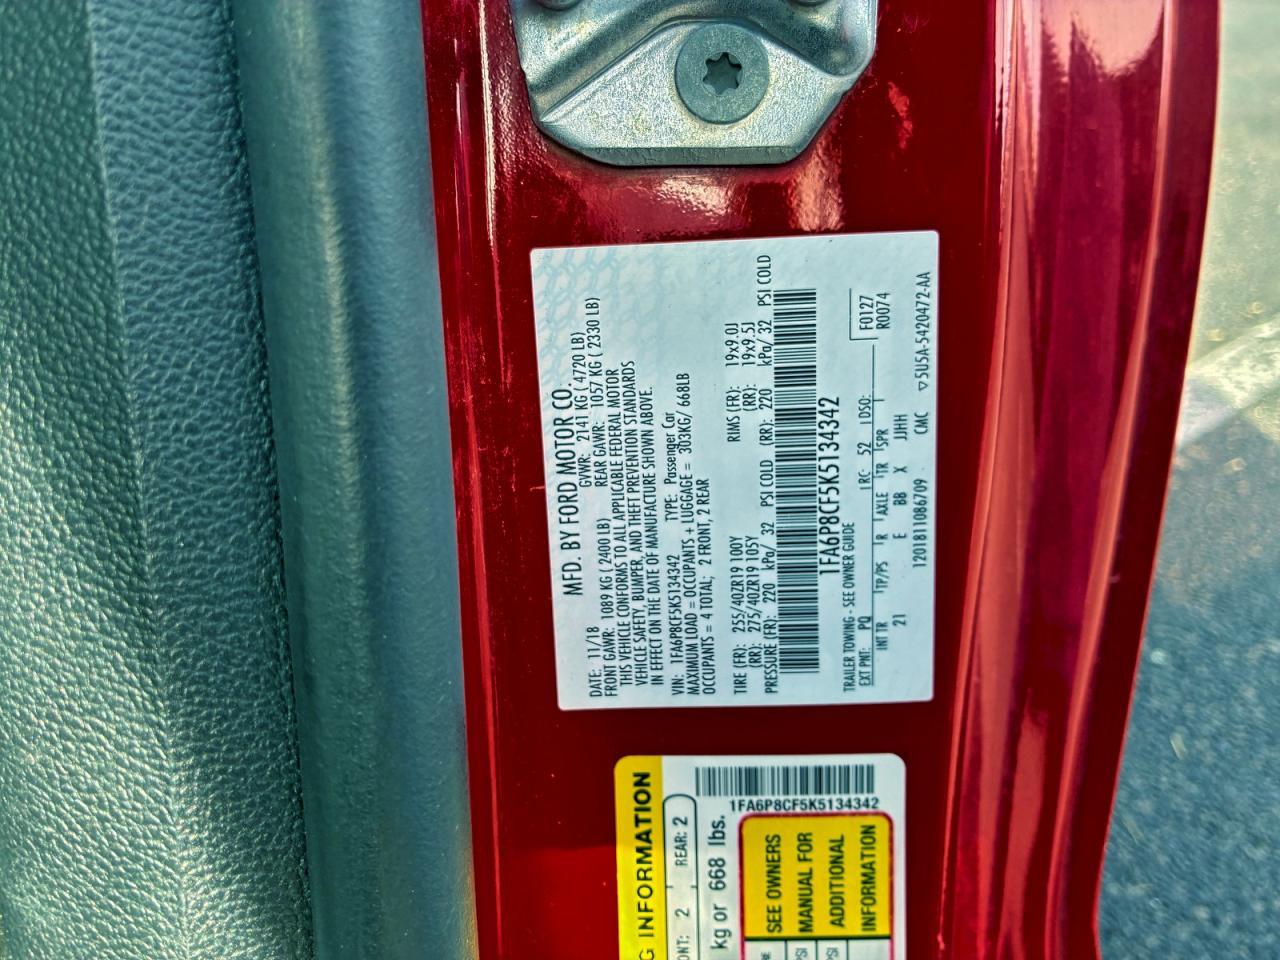 MFD. BY FORD MOTOR CO.
DATE: 11/18 GVWR: 2141 KG ( 4720 LB)
FRONT GAWR: 1089 KG ( 2400 LB) REAR GAWR: 1057 KG ( 2330 LB)
THIS VEHICLE CONFORMS TO ALL APPLICABLE FEDERAL MOTOR
VEHICLE SAFETY, BUMPER, AND THEFT PREVENTION STANDARDS
IN EFFECT ON THE DATE OF MANUFACTURE SHOWN ABOVE.
VIN: 1FA6P8CF5K5134342 TYPE: Passenger Car
MAXIMUM LOAD = OCCUPANTS + LUGGAGE = 303KG/ 668LB
OCCUPANTS = 4 TOTAL; 2 FRONT, 2 REAR
TIRE (FR): 255/40ZR19 100Y RIMS (FR): 19x9.0J
(RR): 275/40ZR19 105Y (RR): 19x9.5J
PRESSURE (FR): 220 kPa/ 32 PSI COLD (RR): 220 kPa/ 32 PSI COLD
1FA6P8CF5K5134342
TRAILER TOWING - SEE OWNER GUIDE F0127
EXT PNT: PQ RC 52 DSO: R0074
INT TR TP/PS R AXLE TR SPR
21 E BB X JJHH
1201811086709 CMC ▽5U5A-5420472-AA
G INFORMATION
ONT: 2 REAR: 2
kg or 668 lbs.
1FA6P8CF5K5134342
SEE OWNERS
MANUAL FOR
ADDITIONAL
INFORMATION
PSI
PSI